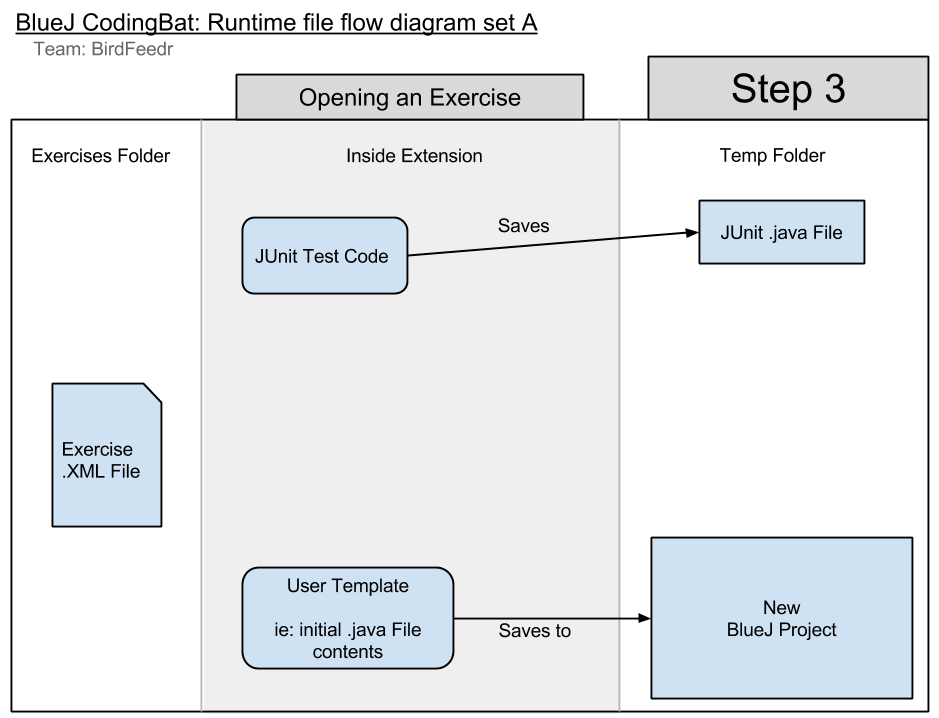 BlueJ CodingBat: Runtime file flow diagram set A
Team: BirdFeedr
Opening an Exercise
Step 3
Exercises Folder
Inside Extension
Temp Folder
JUnit Test Code
Saves
JUnit .java File
Exercise
.XML File
User Template
ie: initial .java File
contents
Saves to
New
BlueJ Project